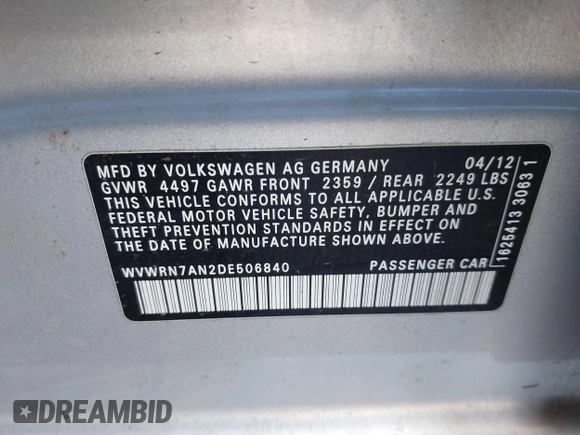 MFD BY VOLKSWAGEN AG GERMANY 04/12
GVWR 4497 GAWR FRONT 2359 / REAR 2249 LBS
THIS VEHICLE CONFORMS TO ALL APPLICABLE U.S.
FEDERAL MOTOR VEHICLE SAFETY, BUMPER AND
THEFT PREVENTION STANDARDS IN EFFECT ON
THE DATE OF MANUFACTURE SHOWN ABOVE.
WVWRN7AN2DE506840 PASSENGER CAR
1625413 3063 1
DREAMBID